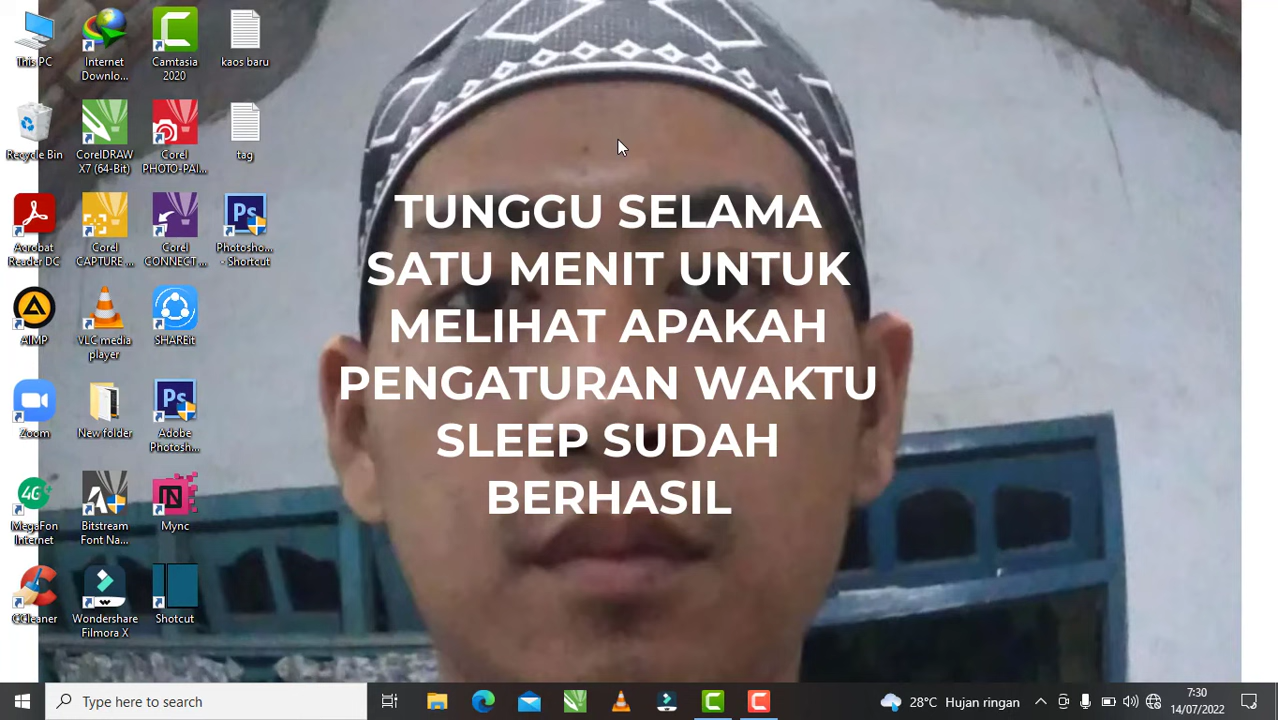 This PC
Internet
Downlo...
Camtasia
2020
kaos baru
Recycle Bin
CorelDRAW
X7 (64-Bit)
Corel
PHOTO-PAI...
tag
Acrobat
Reader DC
Corel
CAPTURE ...
Corel
CONNECT ...
Photosho...
- Shortcut
AIMP
VLC media
player
SHAREit
Zoom
New folder
Adobe
Photosh...
MegaFon
Internet
Bitstream
Font Na...
Mync
CCleaner
Wondershare
Filmora X
Shotcut
TUNGGU SELAMA
SATU MENIT UNTUK
MELIHAT APAKAH
PENGATURAN WAKTU
SLEEP SUDAH
BERHASIL
Type here to search
28°C Hujan ringan
7:30
14/07/2022